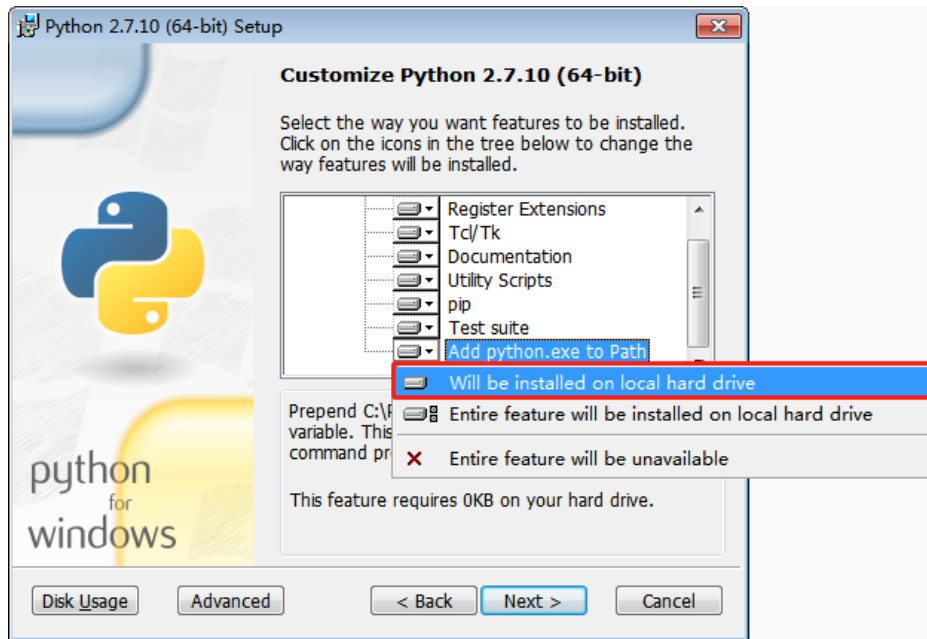 Python 2.7.10 (64-bit) Setup
Customize Python 2.7.10 (64-bit)
Select the way you want features to be installed.
Click on the icons in the tree below to change the
way features will be installed.
Register Extensions
Tcl/Tk
Documentation
Utility Scripts
pip
Test suite
Add python.exe to Path
Will be installed on local hard drive
Entire feature will be installed on local hard drive
Entire feature will be unavailable
Prepend C:\
variable. This
command pr
This feature requires 0KB on your hard drive.
python
for
windows
Disk Usage
Advanced
< Back
Next >
Cancel